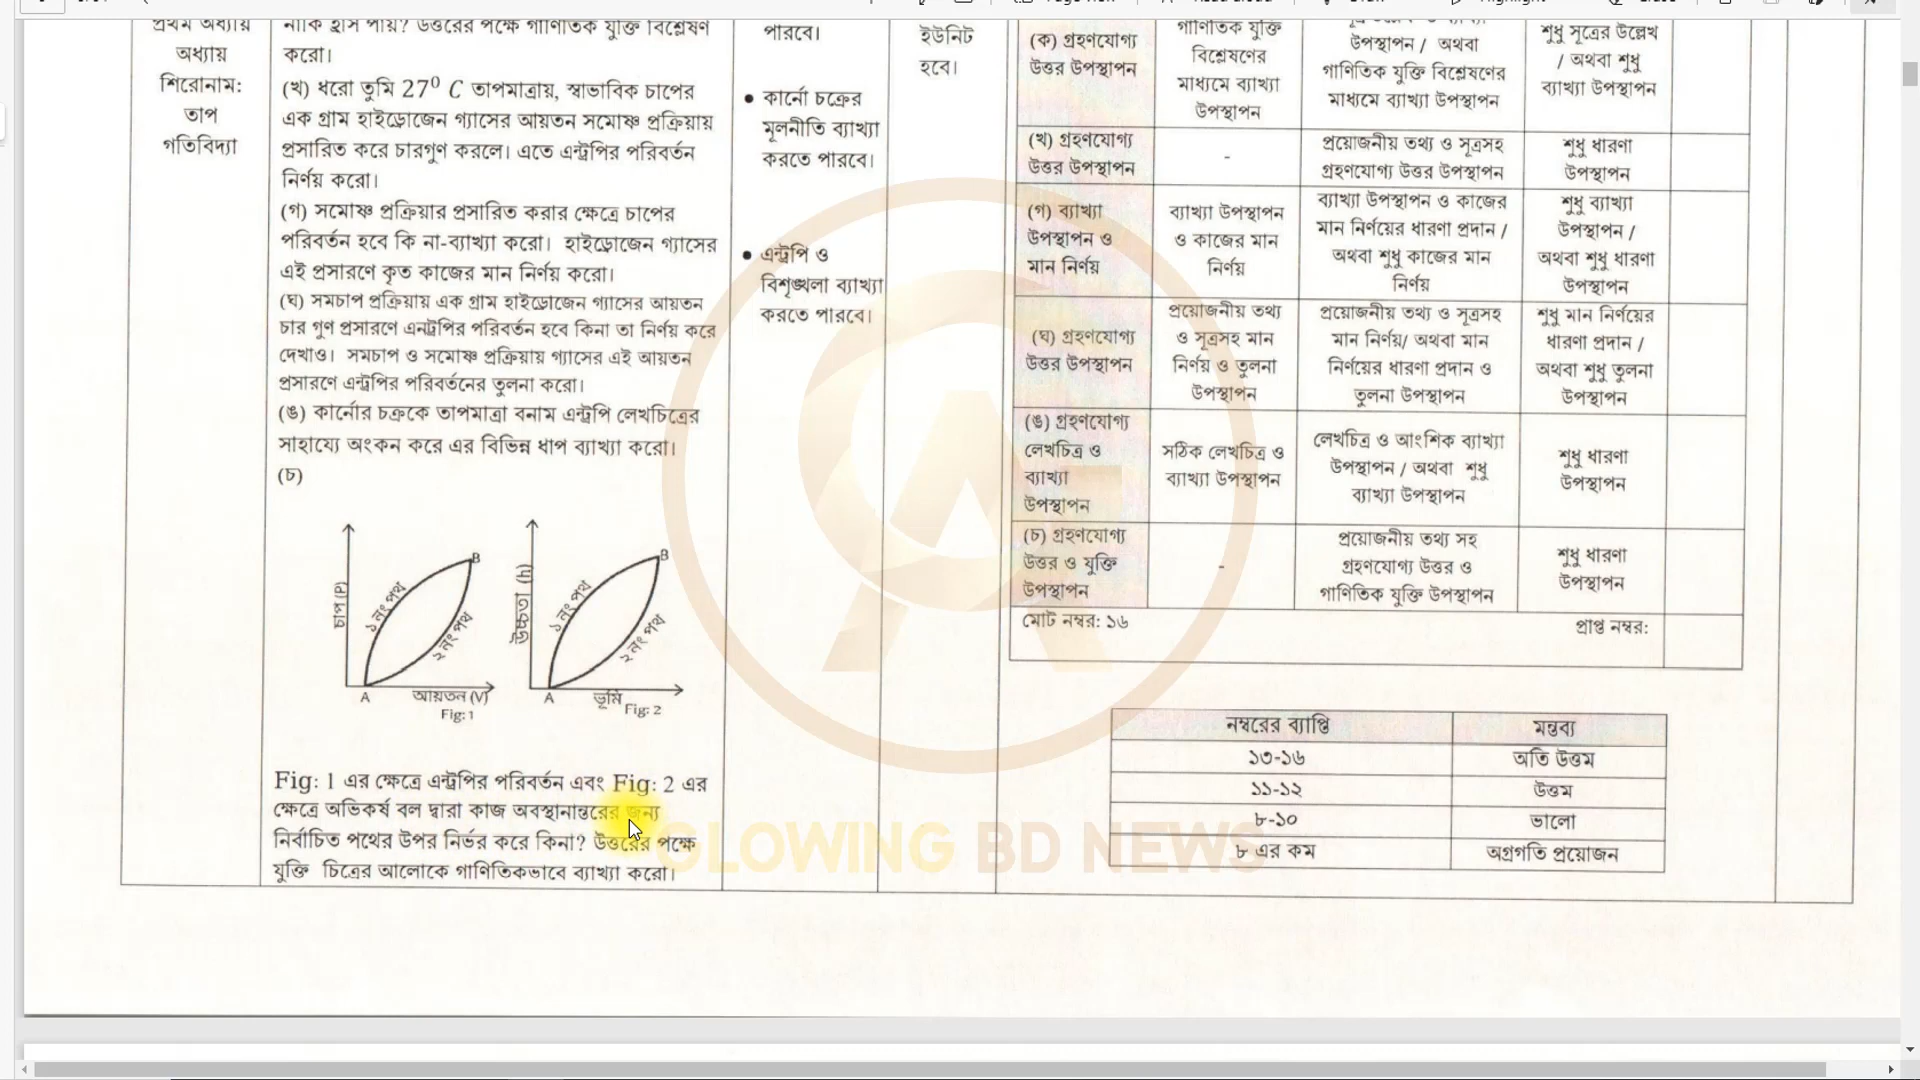 প্রথম অধ্যায়
অধ্যায়
শিরোনাম:
তাপ
গতিবিদ্যা
নাকি হ্রাস পায়? উত্তরের পক্ষে গাণিতিক যুক্তি বিশ্লেষণ
করো।
(খ) ধরো তুমি 27⁰ C তাপমাত্রায়, স্বাভাবিক চাপের
এক গ্রাম হাইড্রোজেন গ্যাসের আয়তন সমোষ্ণ প্রক্রিয়ায়
প্রসারিত করে চারগুণ করলে। এতে এন্ট্রপির পরিবর্তন
নির্ণয় করো।
(গ) সমোষ্ণ প্রক্রিয়ার প্রসারিত করার ক্ষেত্রে চাপের
পরিবর্তন হবে কি না-ব্যাখ্যা করো। হাইড্রোজেন গ্যাসের
এই প্রসারণে কৃত কাজের মান নির্ণয় করো।
(ঘ) সমচাপ প্রক্রিয়ায় এক গ্রাম হাইড্রোজেন গ্যাসের আয়তন
চার গুণ প্রসারণে এনট্রপির পরিবর্তন হবে কিনা তা নির্ণয় করে
দেখাও। সমচাপ ও সমোষ্ণ প্রক্রিয়ায় গ্যাসের এই আয়তন
প্রসারণে এন্ট্রপির পরিবর্তনের তুলনা করো।
(ঙ) কার্নোর চক্রকে তাপমাত্রা বনাম এন্ট্রপি লেখচিত্রের
সাহায্যে অংকন করে এর বিভিন্ন ধাপ ব্যাখ্যা করো।
(চ)
চাপ (P)
১ নং পথ
২ নং পথ
B
A
আয়তন (V)
Fig: 1
উচ্চতা (h)
১ নং পথ
২ নং পথ
B
A
ভূমি
Fig: 2
Fig: 1 এর ক্ষেত্রে এন্ট্রপির পরিবর্তন এবং Fig: 2 এর
ক্ষেত্রে অভিকর্ষ বল দ্বারা কাজ অবস্থানান্তরের জন্য
নির্বাচিত পথের উপর নির্ভর করে কিনা? উত্তরের পক্ষে
যুক্তি চিত্রের আলোকে গাণিতিকভাবে ব্যাখ্যা করো।
পারবে।
● কার্নো চক্রের
মূলনীতি ব্যাখ্যা
করতে পারবে।
● এন্ট্রপি ও
বিশৃঙ্খলা ব্যাখ্যা
করতে পারবে।
ইউনিট
হবে।
(ক) গ্রহণযোগ্য
উত্তর উপস্থাপন
গাণিতিক যুক্তি
বিশ্লেষণের
মাধ্যমে ব্যাখ্যা
উপস্থাপন
উপস্থাপন / অথবা
গাণিতিক যুক্তি বিশ্লেষণের
মাধ্যমে ব্যাখ্যা উপস্থাপন
শুধু সূত্রের উল্লেখ
/ অথবা শুধু
ব্যাখ্যা উপস্থাপন
(খ) গ্রহণযোগ্য
উত্তর উপস্থাপন
-
প্রয়োজনীয় তথ্য ও সূত্রসহ
গ্রহণযোগ্য উত্তর উপস্থাপন
শুধু ধারণা
উপস্থাপন
(গ) ব্যাখ্যা
উপস্থাপন ও
মান নির্ণয়
ব্যাখ্যা উপস্থাপন
ও কাজের মান
নির্ণয়
ব্যাখ্যা উপস্থাপন ও কাজের
মান নির্ণয়ের ধারণা প্রদান /
অথবা শুধু কাজের মান
নির্ণয়
শুধু ব্যাখ্যা
উপস্থাপন /
অথবা শুধু ধারণা
উপস্থাপন
(ঘ) গ্রহণযোগ্য
উত্তর উপস্থাপন
প্রয়োজনীয় তথ্য
ও সূত্রসহ মান
নির্ণয় ও তুলনা
উপস্থাপন
প্রয়োজনীয় তথ্য ও সূত্রসহ
মান নির্ণয়/ অথবা মান
নির্ণয়ের ধারণা প্রদান ও
তুলনা উপস্থাপন
শুধু মান নির্ণয়ের
ধারণা প্রদান /
অথবা শুধু তুলনা
উপস্থাপন
(ঙ) গ্রহণযোগ্য
লেখচিত্র ও
ব্যাখ্যা
উপস্থাপন
সঠিক লেখচিত্র ও
ব্যাখ্যা উপস্থাপন
লেখচিত্র ও আংশিক ব্যাখ্যা
উপস্থাপন / অথবা শুধু
ব্যাখ্যা উপস্থাপন
শুধু ধারণা
উপস্থাপন
(চ) গ্রহণযোগ্য
উত্তর ও যুক্তি
উপস্থাপন
-
প্রয়োজনীয় তথ্য সহ
গ্রহণযোগ্য উত্তর ও
গাণিতিক যুক্তি উপস্থাপন
শুধু ধারণা
উপস্থাপন
মোট নম্বর: ১৬
প্রাপ্ত নম্বর:
নম্বরের ব্যাপ্তি
মন্তব্য
১৩-১৬
অতি উত্তম
১১-১২
উত্তম
৮-১০
ভালো
৮ এর কম
অগ্রগতি প্রয়োজন
GLOWING BD NEWS